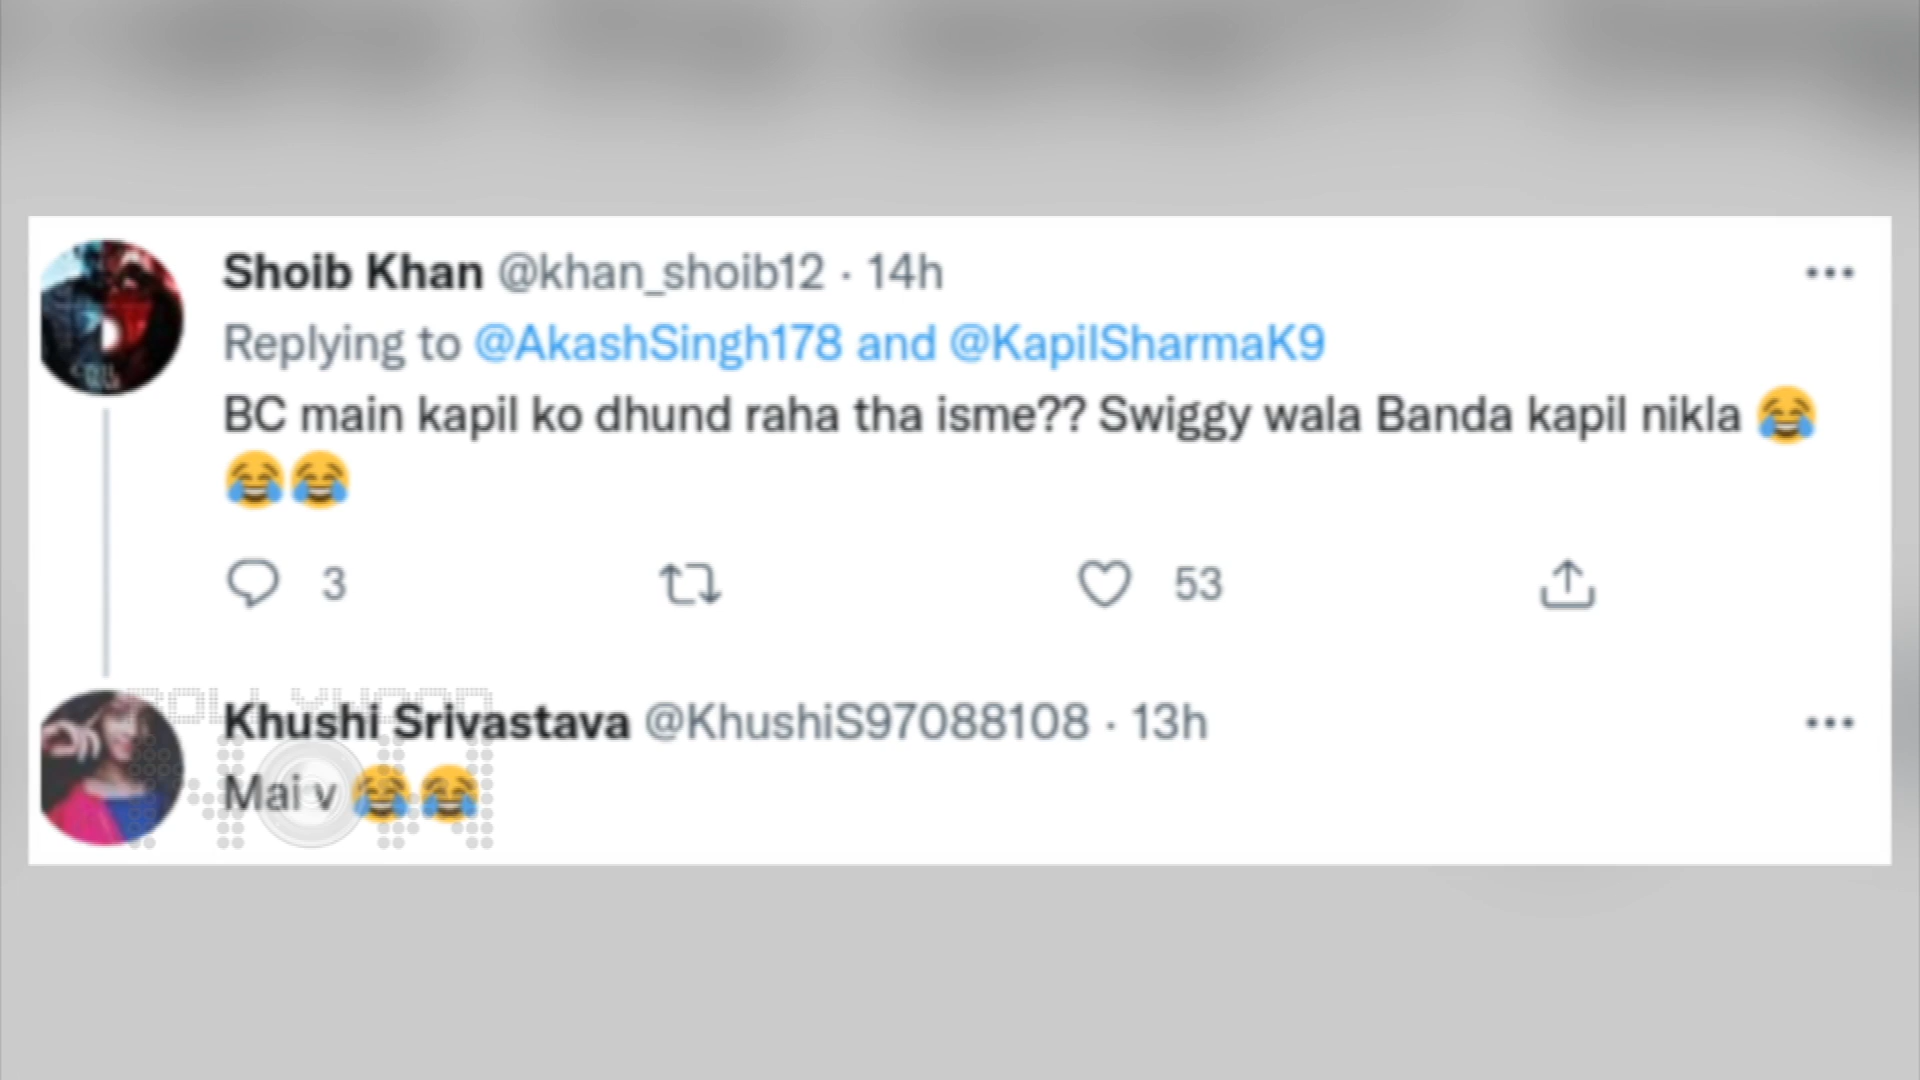 Shoib Khan @khan_shoib12 · 14h
Replying to @AkashSingh178 and @KapilSharmaK9
BC main kapil ko dhund raha tha isme?? Swiggy wala Banda kapil nikla 😂
😂😂
3 53
BOLLYWOOD
Khushi Srivastava @KhushiS97088108 · 13h
Mai v 😂😂